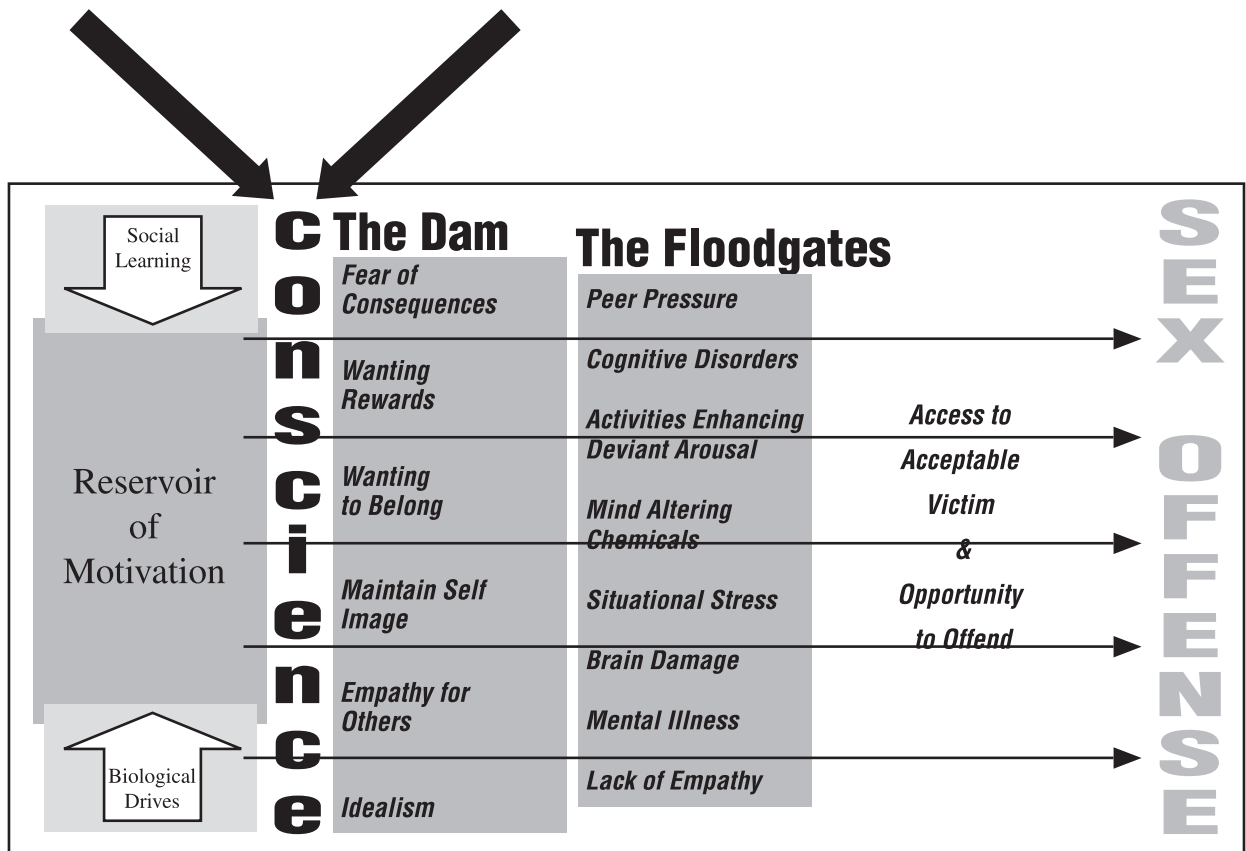 Social
Learning
Reservoir
of
Motivation
Biological
Drives
conscience
The Dam
Fear of
Consequences
Wanting
Rewards
Wanting
to Belong
Maintain Self
Image
Empathy for
Others
Idealism
The Floodgates
Peer Pressure
Cognitive Disorders
Activities Enhancing
Deviant Arousal
Mind Altering
Chemicals
Situational Stress
Brain Damage
Mental Illness
Lack of Empathy
Access to
Acceptable
Victim
&
Opportunity
to Offend
SEX OFFENSE